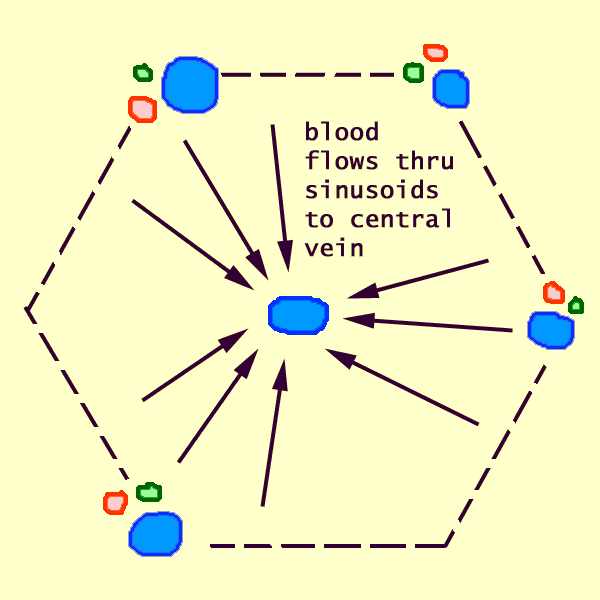 blood
flows thru
sinusoids
to central
vein